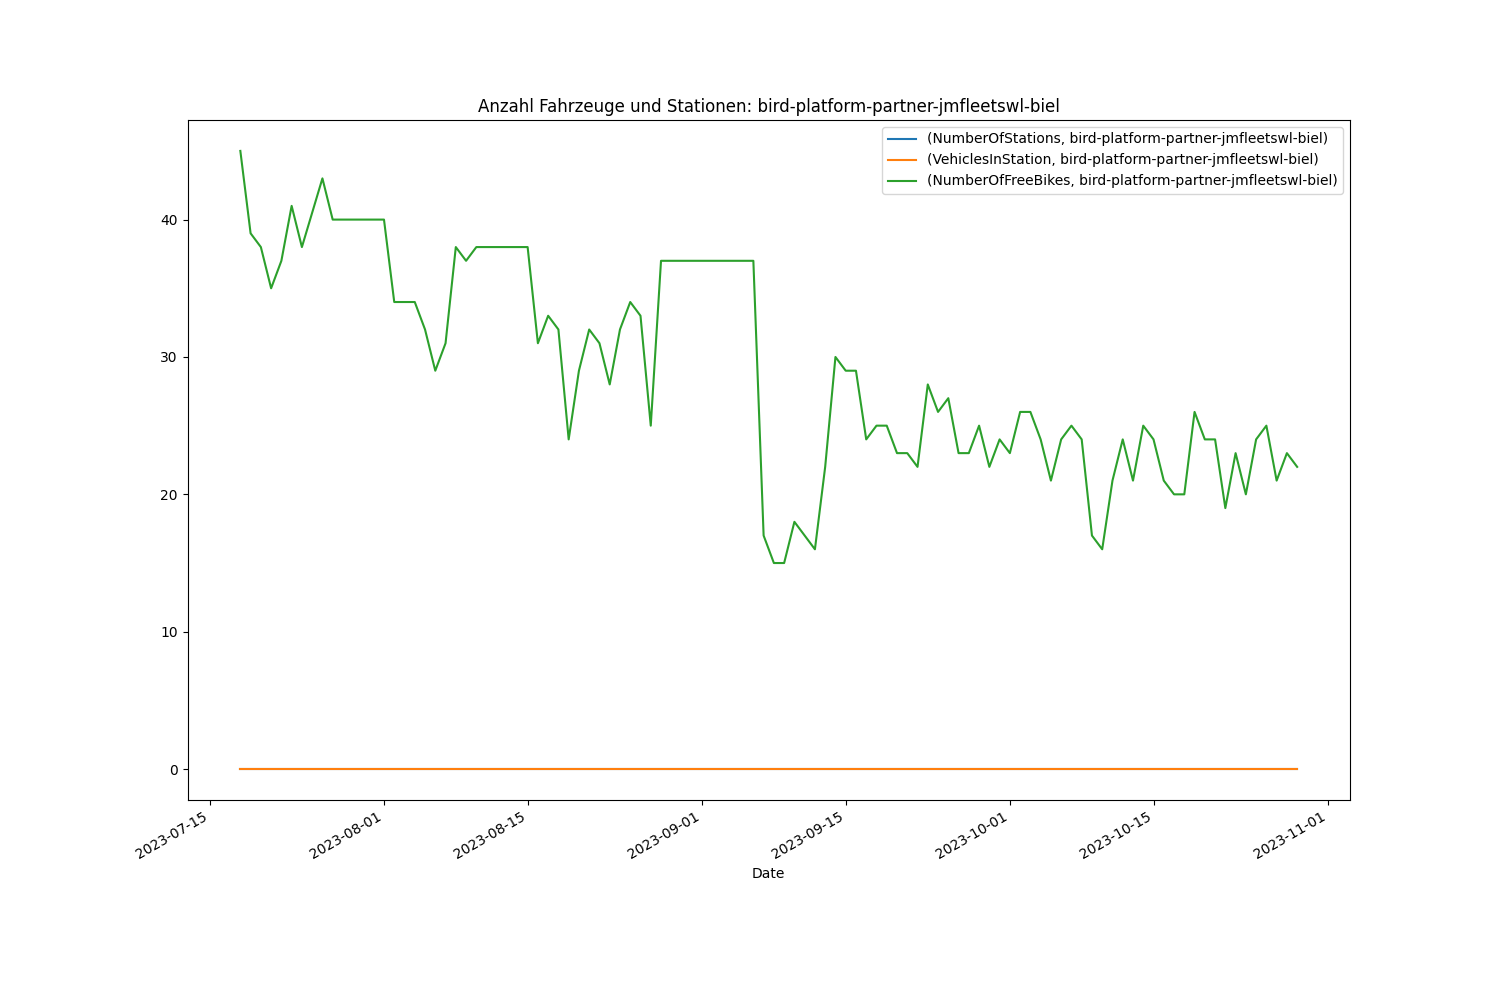 Anzahl Fahrzeuge und Stationen: bird-platform-partner-jmfleetswl-biel
(NumberOfStations, bird-platform-partner-jmfleetswl-biel)
(VehiclesInStation, bird-platform-partner-jmfleetswl-biel)
(NumberOfFreeBikes, bird-platform-partner-jmfleetswl-biel)
40
30
20
10
0
2023-07-15
2023-08-01
2023-08-15
2023-09-01
2023-09-15
2023-10-01
2023-10-15
2023-11-01
Date